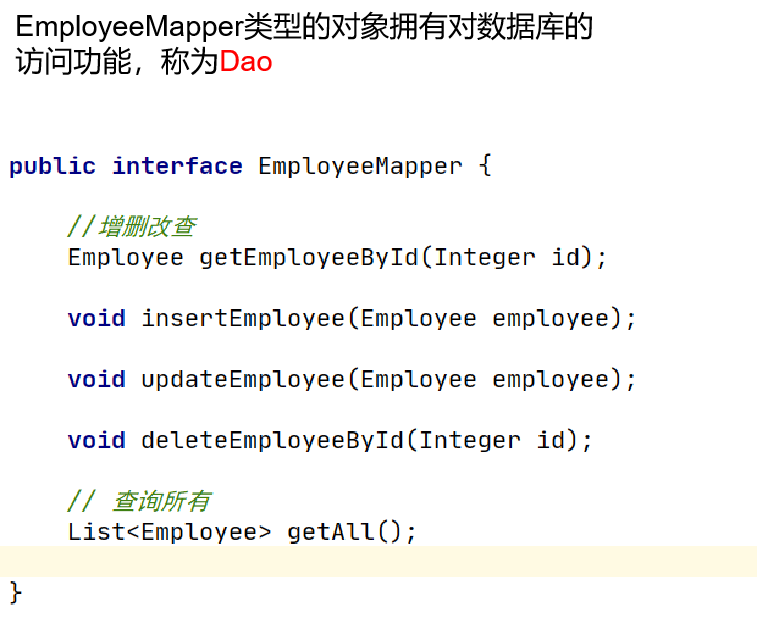 EmployeeMapper类型的对象拥有对数据库的
访问功能，称为Dao
public interface EmployeeMapper {
//增删改查
Employee getEmployeeById(Integer id);
void insertEmployee(Employee employee);
void updateEmployee(Employee employee);
void deleteEmployeeById(Integer id);
// 查询所有
List<Employee> getAll();
}